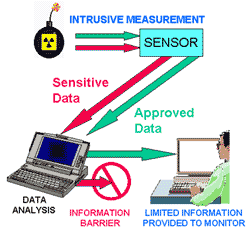 INTRUSIVE MEASUREMENT
SENSOR
Sensitive
Data
Approved
Data
DATA
ANALYSIS
INFORMATION
BARRIER
LIMITED INFORMATION
PROVIDED TO MONITOR